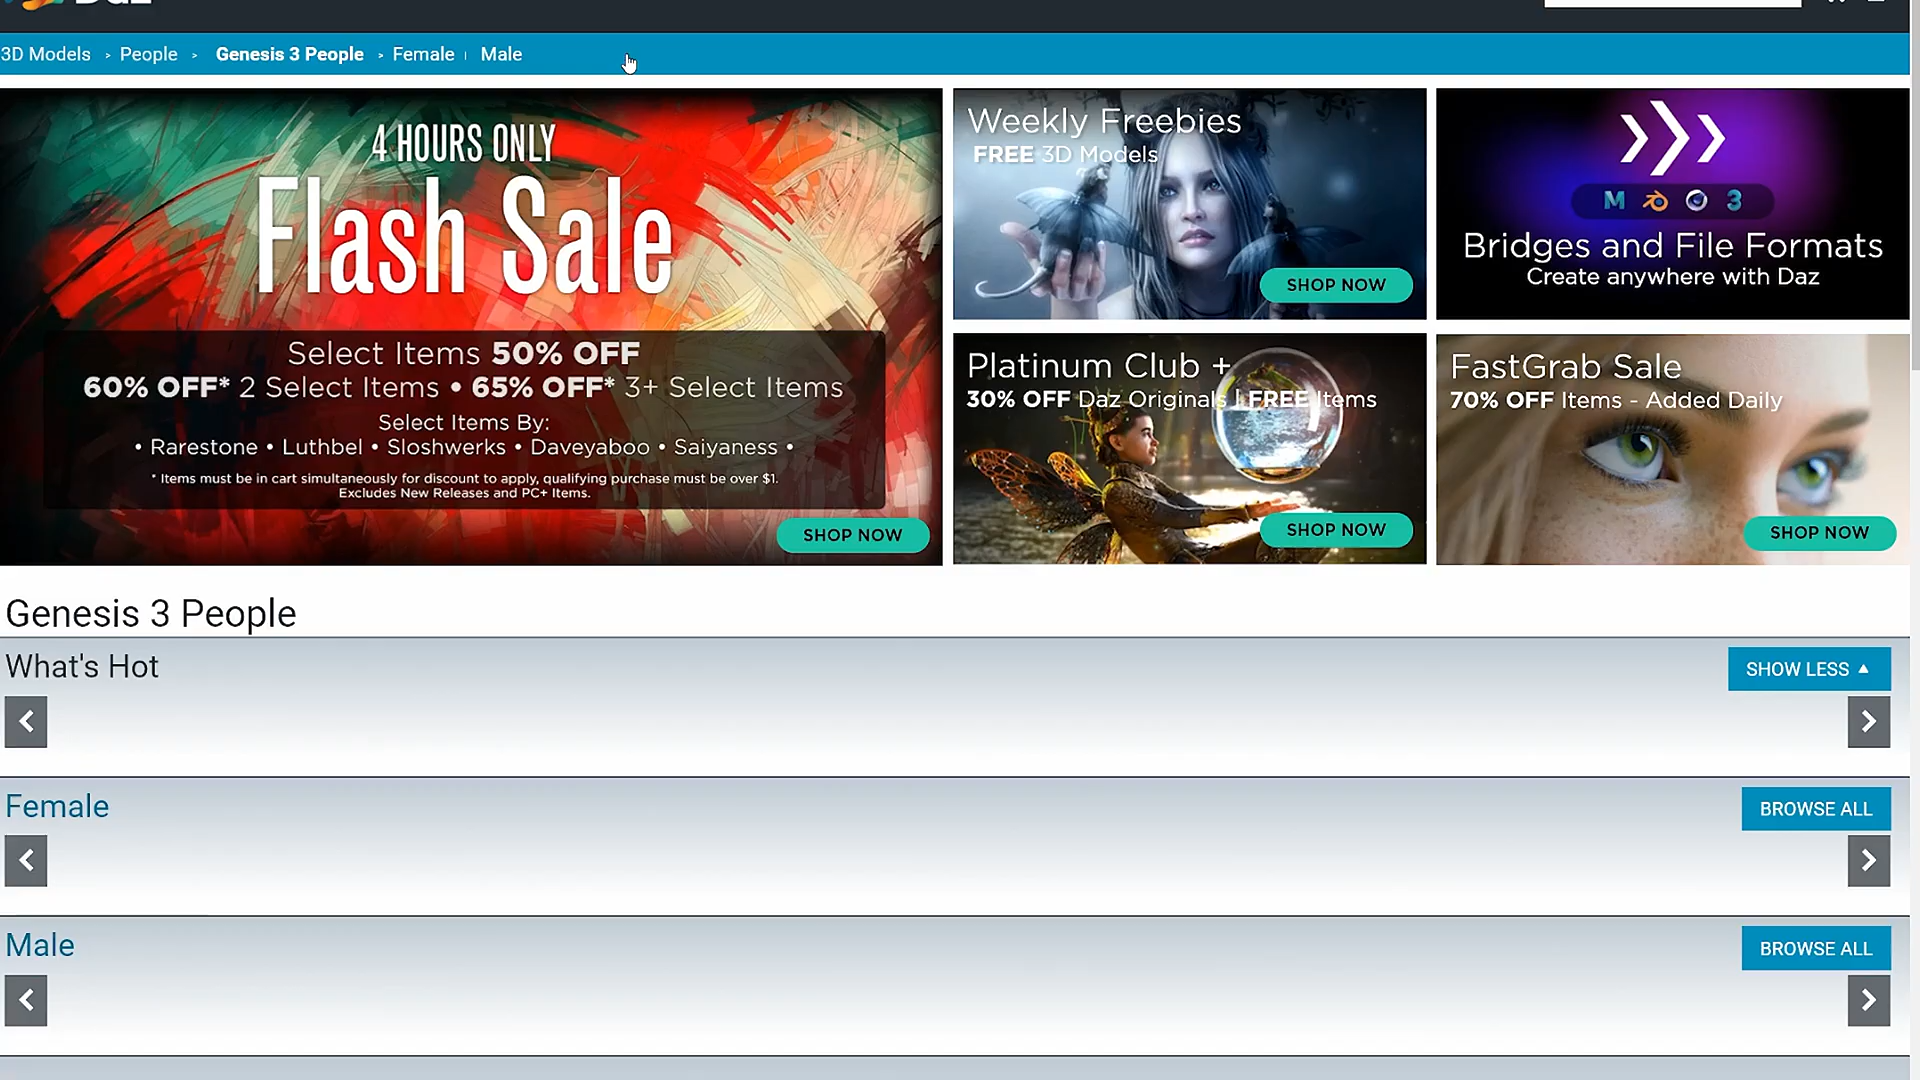 Daz
3D Models > People > Genesis 3 People > Female | Male
4 HOURS ONLY
Flash Sale
Select Items 50% OFF
60% OFF* 2 Select Items • 65% OFF* 3+ Select Items
Select Items By:
• Rarestone • Luthbel • Sloshwerks • Daveyaboo • Saiyaness •
* Items must be in cart simultaneously for discount to apply, qualifying purchase must be over $1.
Excludes New Releases and PC+ Items.
SHOP NOW
Weekly Freebies
FREE 3D Models
SHOP NOW
M 3
Bridges and File Formats
Create anywhere with Daz
Platinum Club +
30% OFF Daz Originals | FREE Items
SHOP NOW
FastGrab Sale
70% OFF Items - Added Daily
SHOP NOW
Genesis 3 People
What's Hot
SHOW LESS
Female
BROWSE ALL
Male
BROWSE ALL